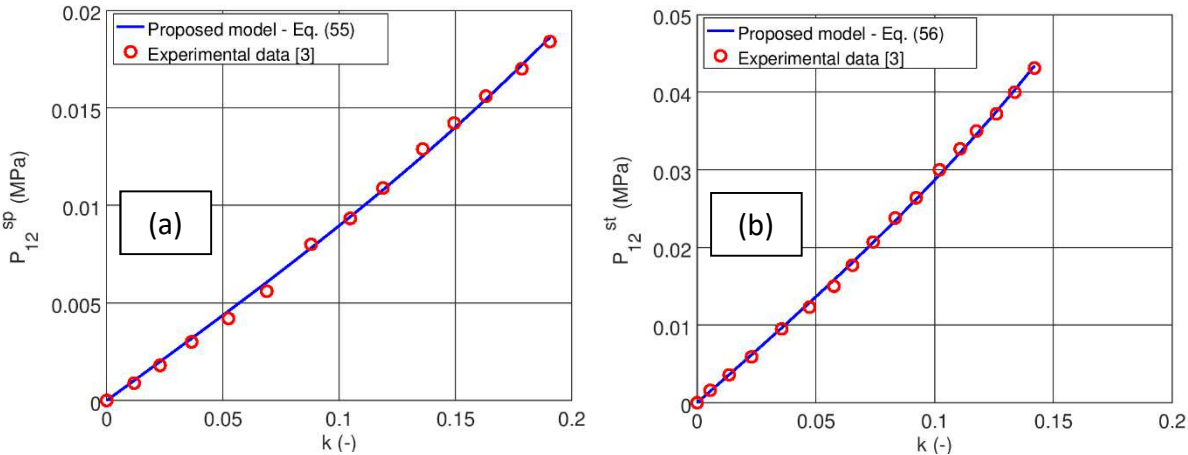 0.02
Proposed model - Eq. (55)
Experimental data [3]
0.015
0.01
0.005
0
P12sp (MPa)
(a)
0 0.05 0.1 0.15 0.2
k (-)
0.05
Proposed model - Eq. (56)
Experimental data [3]
0.04
0.03
0.02
0.01
0
P12st (MPa)
(b)
0 0.05 0.1 0.15 0.2
k (-)